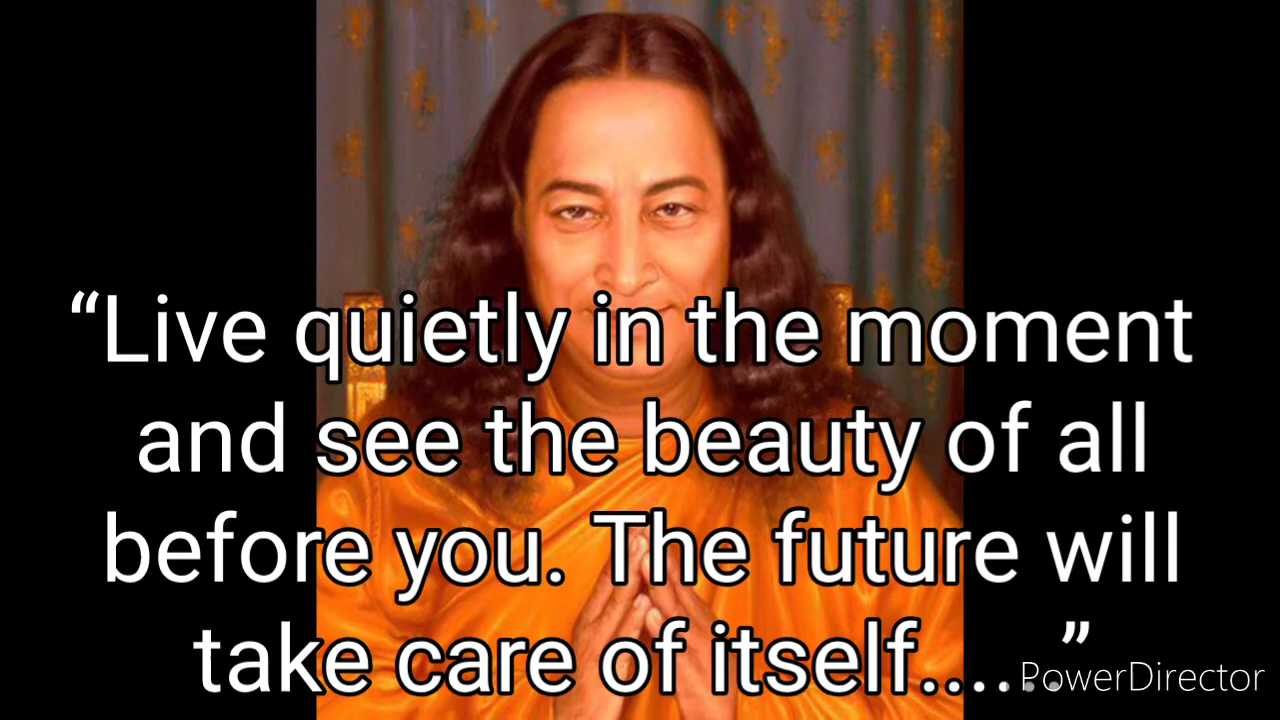 “Live quietly in the moment
and see the beauty of all
before you. The future will
take care of itself......”
PowerDirector